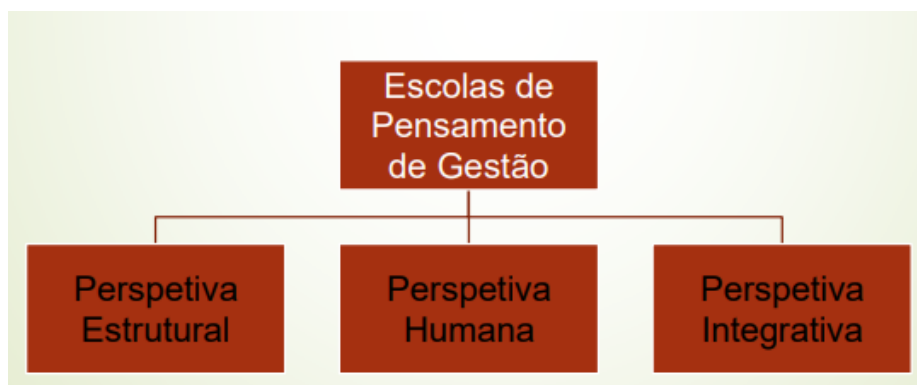 Escolas de
Pensamento
de Gestão
Perspetiva
Estrutural
Perspetiva
Humana
Perspetiva
Integrativa